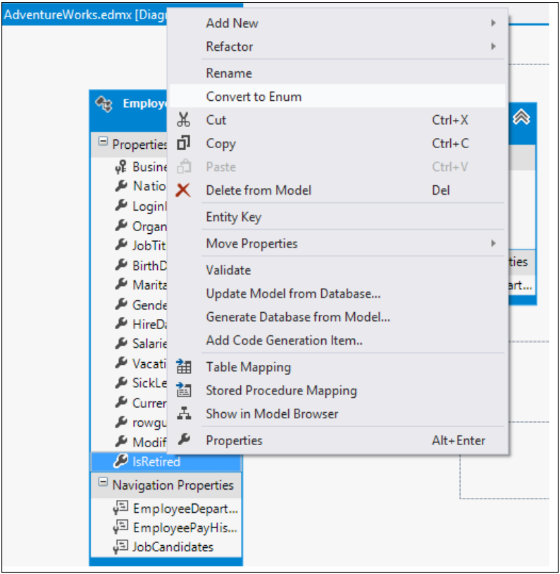 AdventureWorks.edmx [Diag
Add New
Refactor
Rename
Convert to Enum
Employe
Cut Ctrl+X
Properties Copy Ctrl+C
Busine Paste Ctrl+V
Natio Delete from Model Del
LoginI
Organ Entity Key
JobTit Move Properties
BirthD Validate ties
Marita Update Model from Database... art...
Gende Generate Database from Model...
HireDa Add Code Generation Item..
Salarie
Vacati Table Mapping
SickLe Stored Procedure Mapping
Curren
rowgu Show in Model Browser
Modif Properties Alt+Enter
IsRetired
Navigation Properties
EmployeeDepart...
EmployeePayHis...
JobCandidates